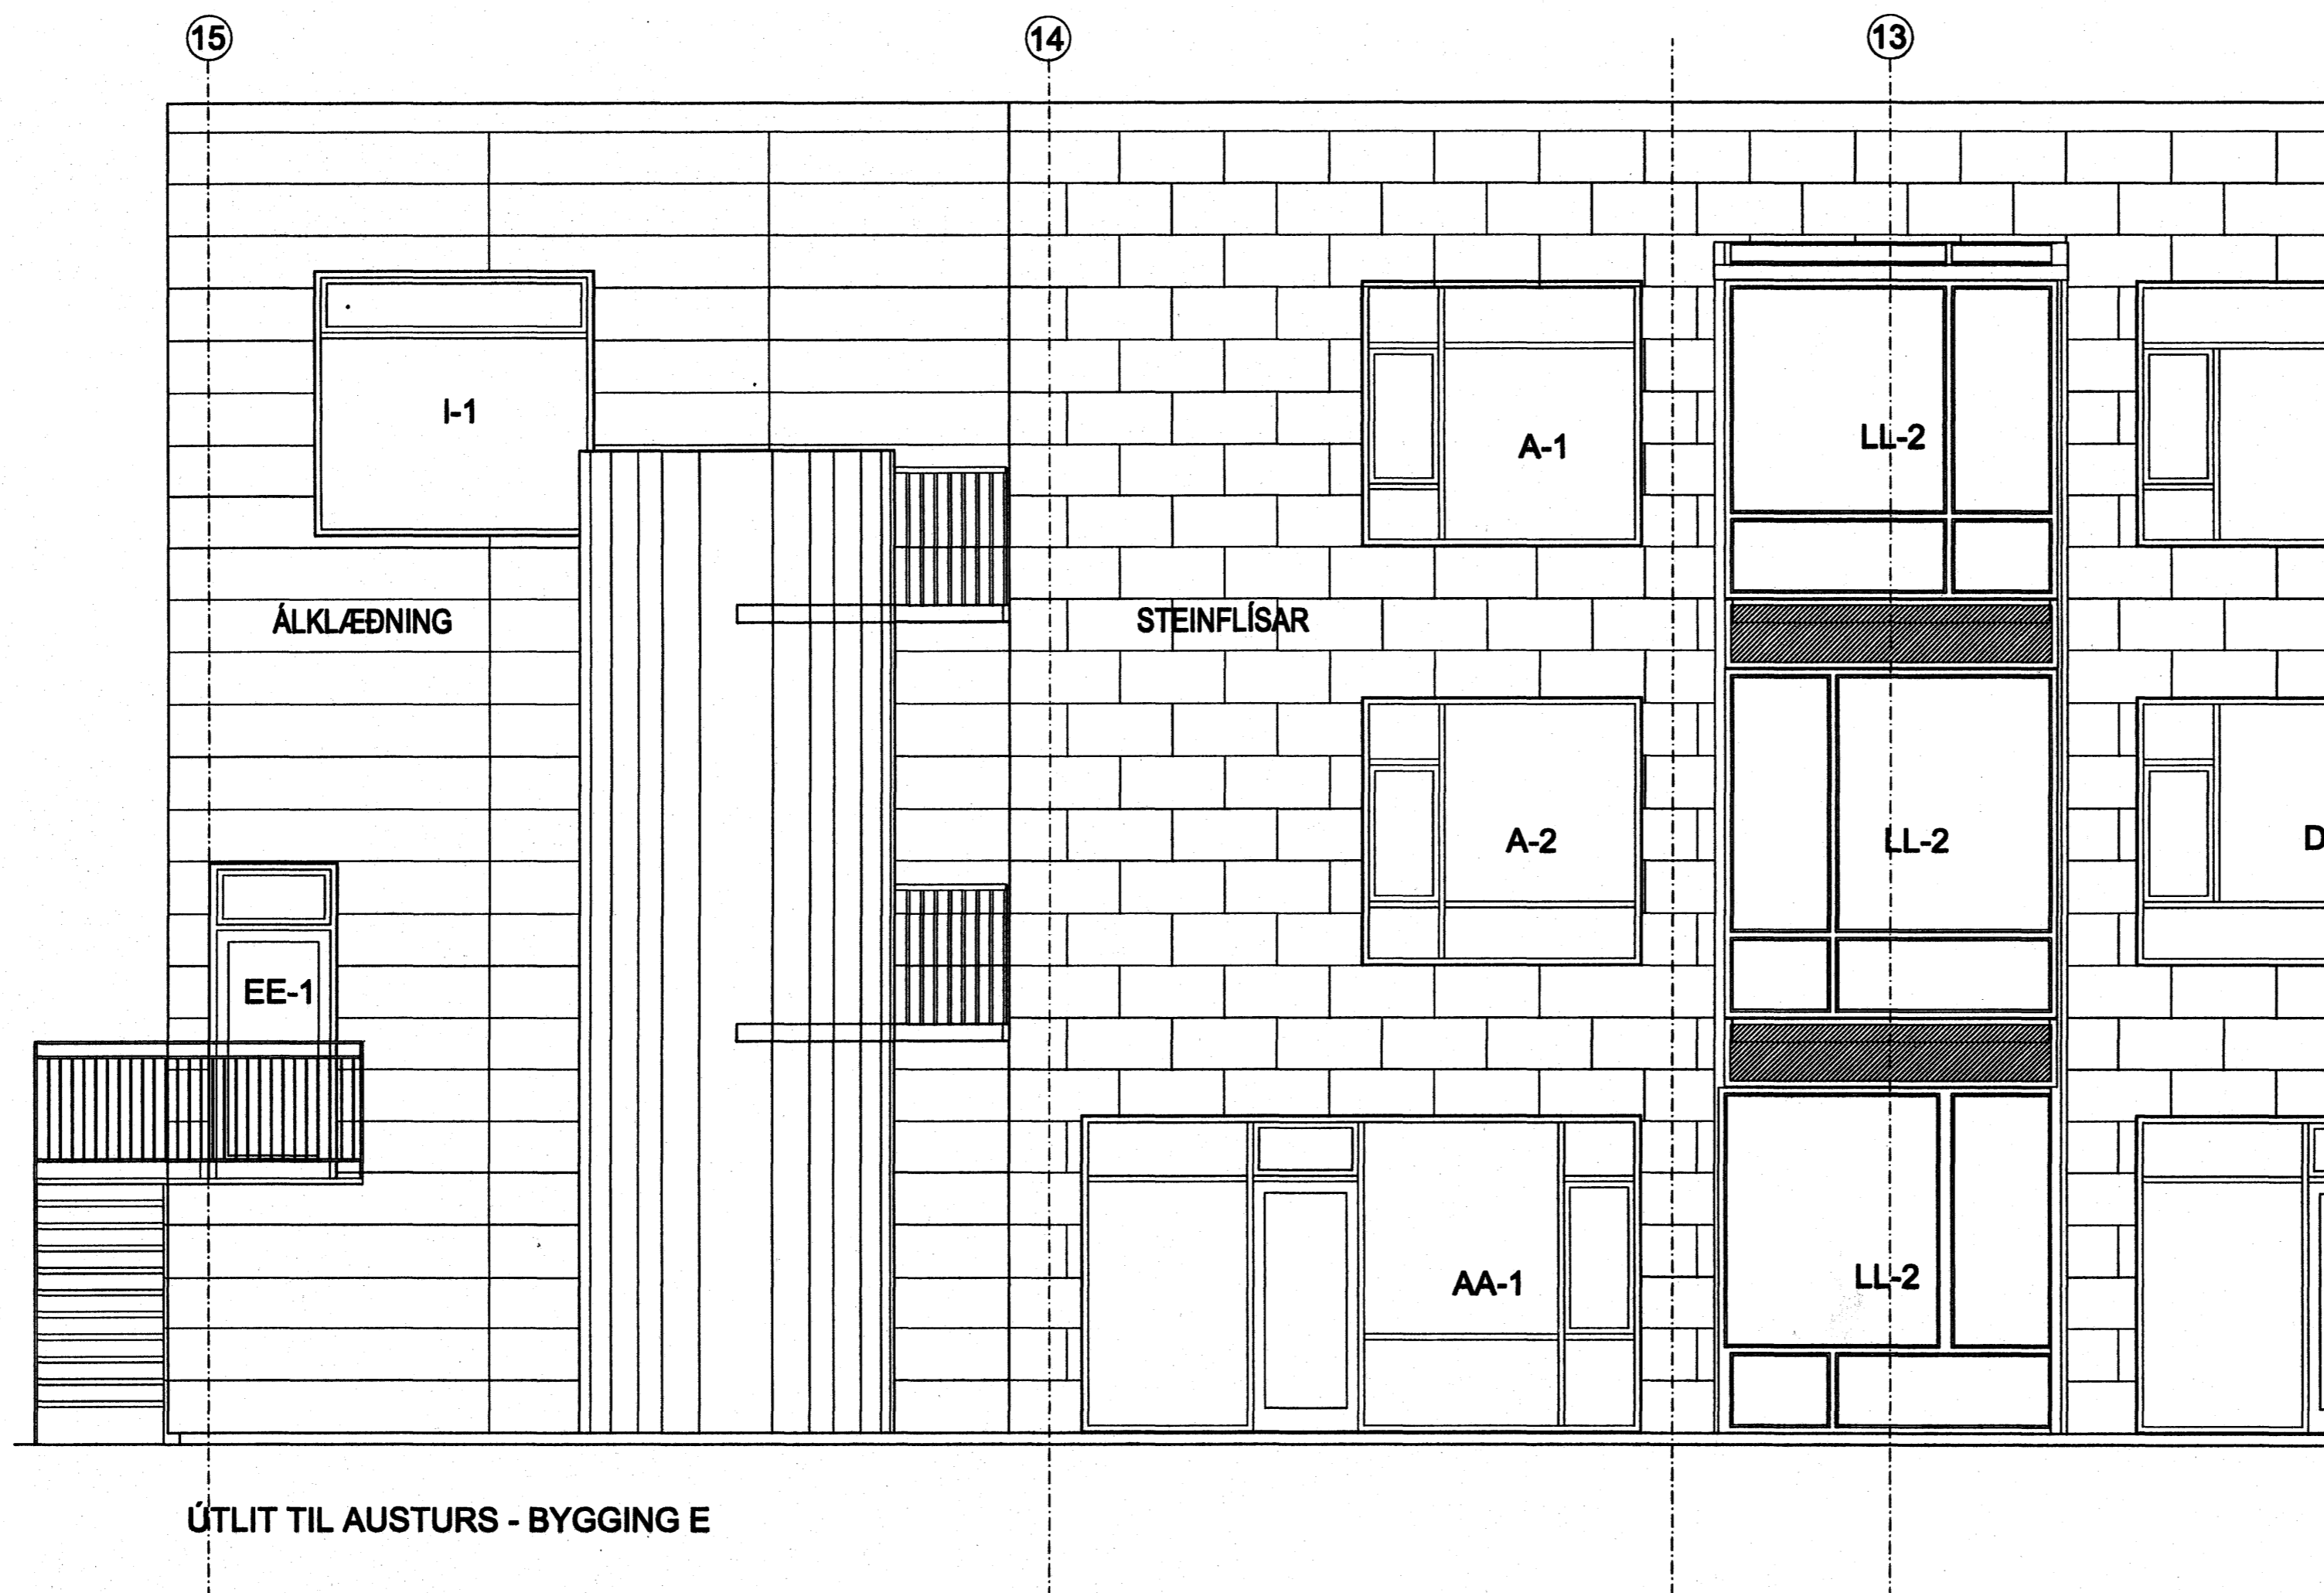 15 14 13
I-1
A-1
LL-2
ÁLKLÆÐNING
STEINFLÍSAR
A-2
LL-2
D
EE-1
AA-1
LL-2
ÚTLIT TIL AUSTURS - BYGGING E